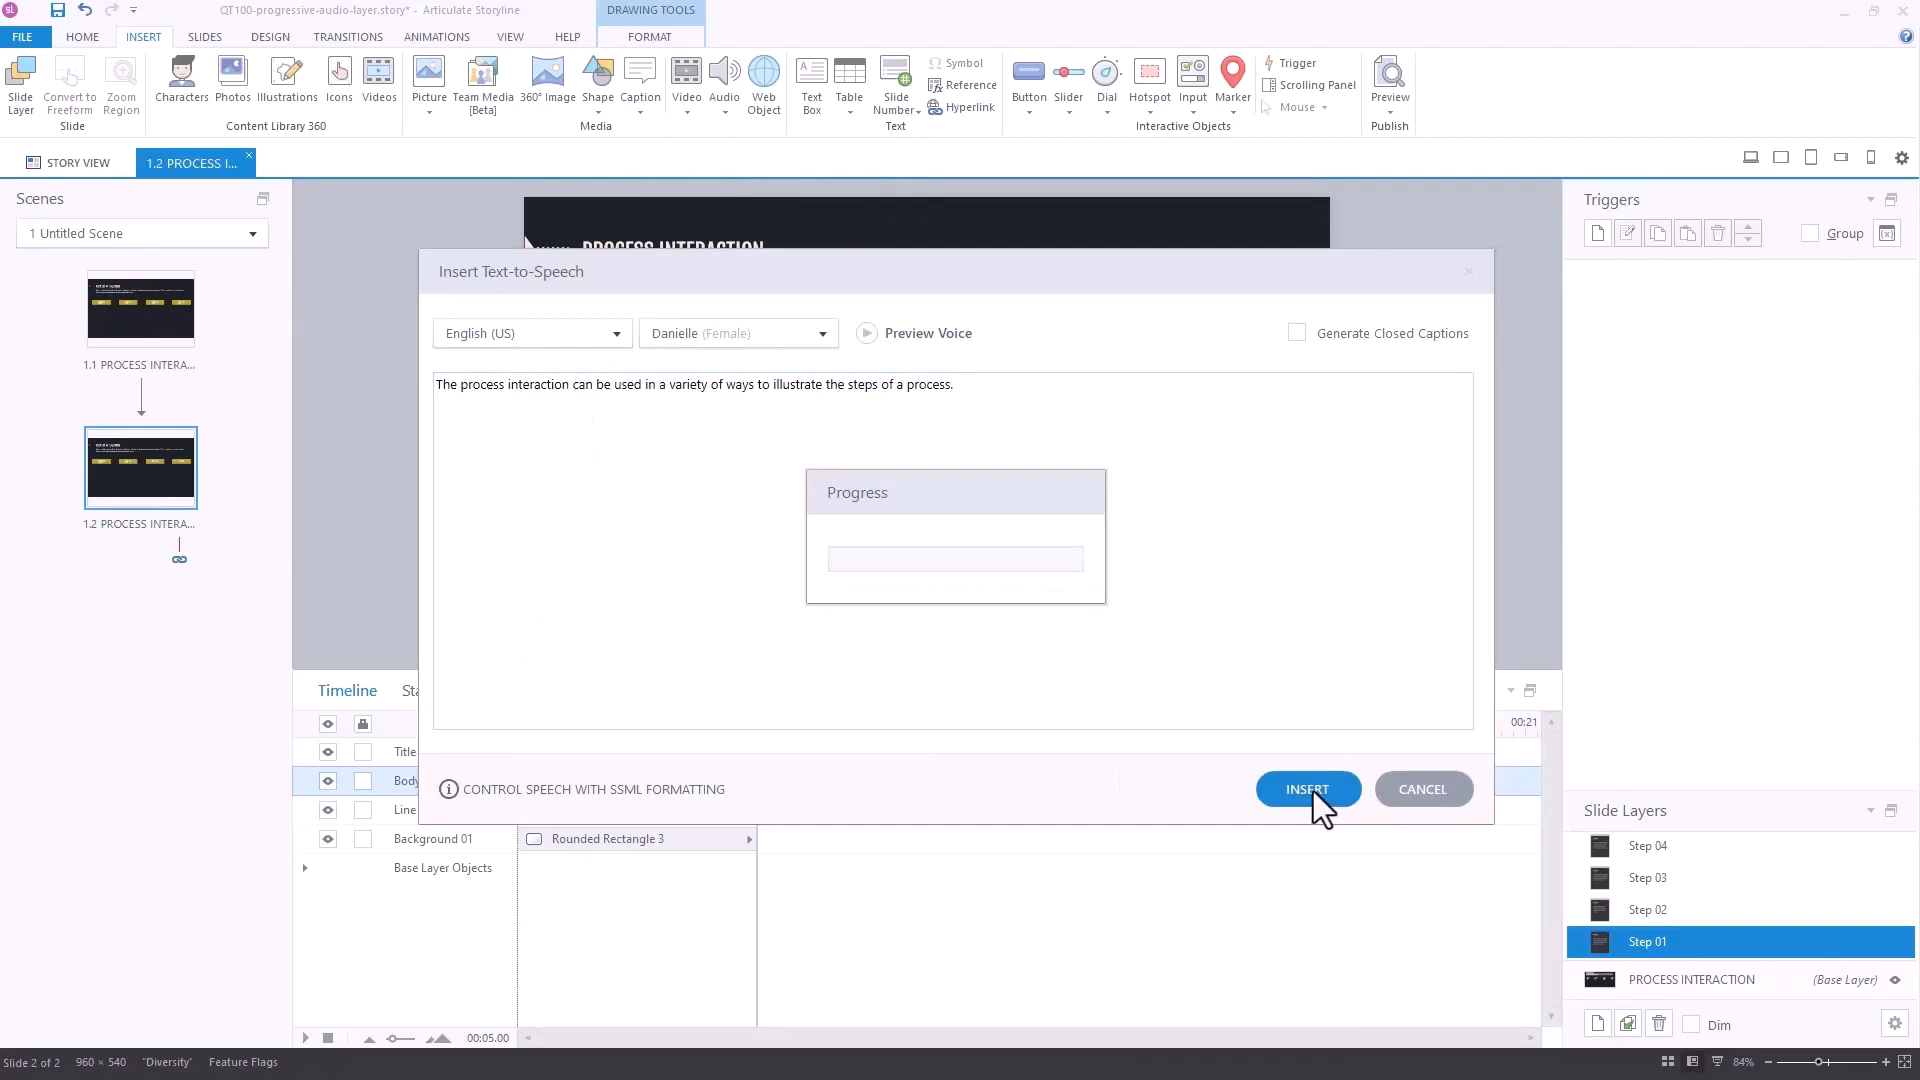 QT100-progressive-audio-layer.story* - Articulate Storyline
DRAWING TOOLS
FILE
HOME
INSERT
SLIDES
DESIGN
TRANSITIONS
ANIMATIONS
VIEW
HELP
FORMAT
Slide Layer
Convert to Freeform
Zoom Region
Characters
Photos
Illustrations
Icons
Videos
Picture
Team Media [Beta]
360° Image
Shape
Caption
Video
Audio
Web Object
Text Box
Table
Slide Number
Symbol
Reference
Hyperlink
Button
Slider
Dial
Hotspot
Input
Marker
Trigger
Scrolling Panel
Mouse
Preview
Slide
Content Library 360
Media
Text
Interactive Objects
Publish
STORY VIEW
1.2 PROCESS I...
Scenes
1 Untitled Scene
1.1 PROCESS INTERA...
1.2 PROCESS INTERA...
PROCESS INTERACTION
Insert Text-to-Speech
English (US)
Danielle (Female)
Preview Voice
Generate Closed Captions
The process interaction can be used in a variety of ways to illustrate the steps of a process.
Progress
CONTROL SPEECH WITH SSML FORMATTING
INSERT
CANCEL
Timeline
Sta
00:21
Title
Body
Line
Background 01
Rounded Rectangle 3
Base Layer Objects
00:05.00
Triggers
Group
Slide Layers
Step 04
Step 03
Step 02
Step 01
PROCESS INTERACTION (Base Layer)
Dim
Slide 2 of 2
960 × 540
"Diversity"
Feature Flags
84%